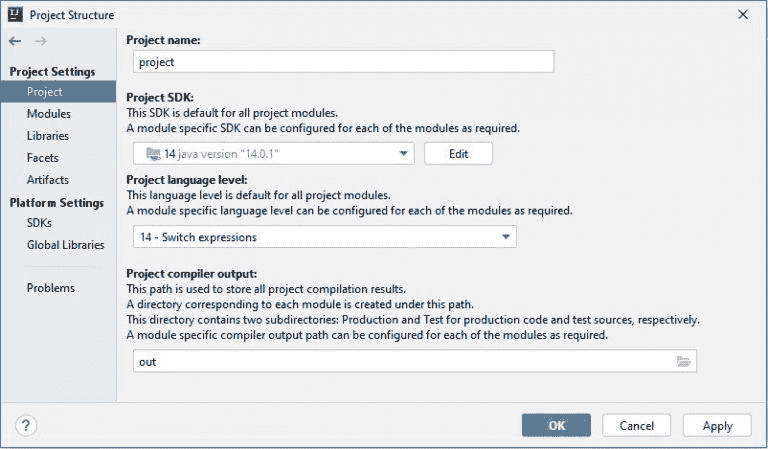 Project Structure
Project Settings
Project
Modules
Libraries
Facets
Artifacts
Platform Settings
SDKs
Global Libraries
Problems
Project name:
project
Project SDK:
This SDK is default for all project modules.
A module specific SDK can be configured for each of the modules as required.
14 java version "14.0.1"
Edit
Project language level:
This language level is default for all project modules.
A module specific language level can be configured for each of the modules as required.
14 - Switch expressions
Project compiler output:
This path is used to store all project compilation results.
A directory corresponding to each module is created under this path.
This directory contains two subdirectories: Production and Test for production code and test sources, respectively.
A module specific compiler output path can be configured for each of the modules as required.
out
?
OK
Cancel
Apply